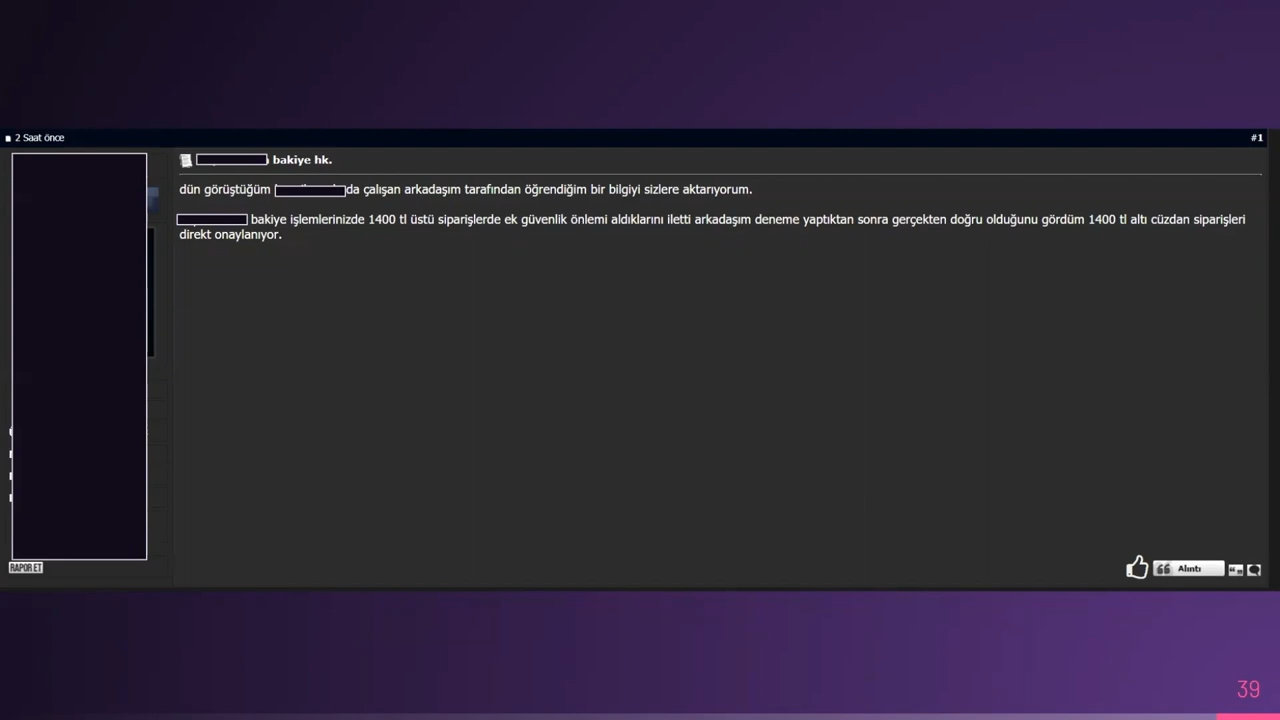 2 Saat önce
#1
bakiye hk.
dün görüştüğüm da çalışan arkadaşım tarafından öğrendiğim bir bilgiyi sizlere aktarıyorum.
bakiye işlemlerinizde 1400 tl üstü siparişlerde ek güvenlik önlemi aldıklarını iletti arkadaşım deneme yaptıktan sonra gerçekten doğru olduğunu gördüm 1400 tl altı cüzdan siparişleri
direkt onaylanıyor.
RAPOR ET
Alıntı
39